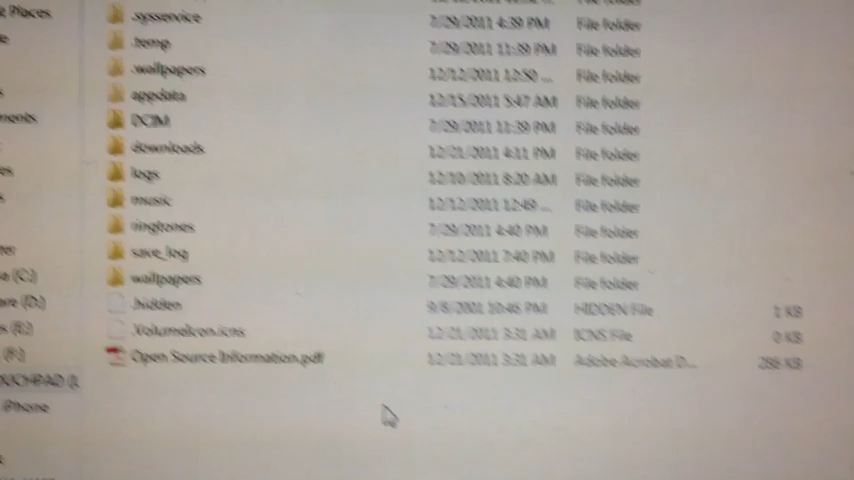 Places
.sysservice 7/29/2011 4:39 PM File folder
.temp 7/29/2011 11:39 PM File folder
.wallpapers 12/12/2011 12:50 ... File folder
appdata 12/15/2011 5:47 AM File folder
DCIM 7/29/2011 11:39 PM File folder
downloads 12/21/2011 4:11 PM File folder
logs 12/10/2011 8:20 AM File folder
music 12/12/2011 12:49 ... File folder
ringtones 7/29/2011 4:40 PM File folder
save_log 12/12/2011 7:40 PM File folder
(C:) wallpapers 7/29/2011 4:40 PM File folder
(D:) .hidden 9/8/2001 10:46 PM HIDDEN File 1 KB
(E:) .VolumeIcon.icns 12/21/2011 3:31 AM ICNS File 0 KB
(F:) Open Source Information.pdf 12/21/2011 3:31 AM Adobe Acrobat D... 286 KB
OUCHPAD (
iPhone